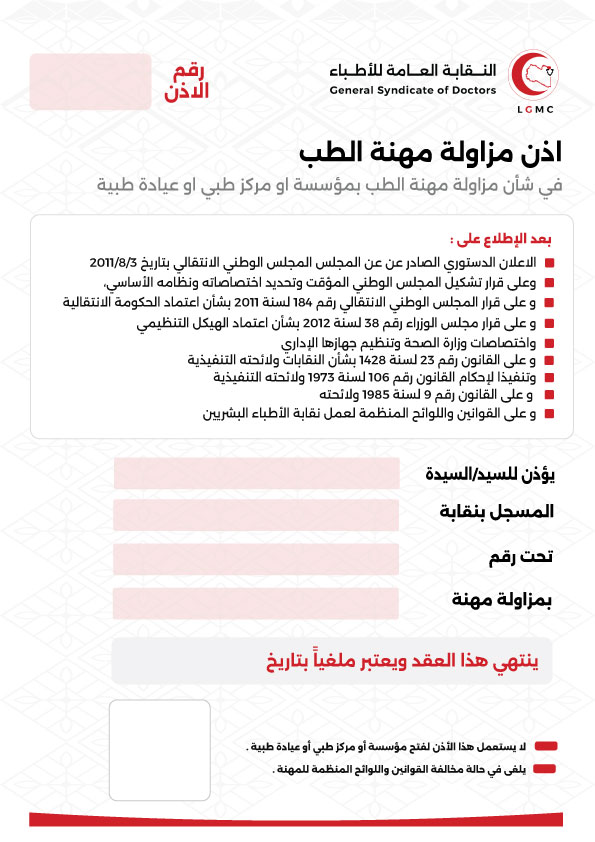 النقابة العامة للأطباء
General Syndicate of Doctors
LGMC
رقم
الاذن
اذن مزاولة مهنة الطب
في شأن مزاولة مهنة الطب بمؤسسة او مركز طبي او عيادة طبية
بعد الإطلاع على :
الاعلان الدستوري الصادر عن عن المجلس المجلس الوطني الانتقالي بتاريخ 2011/8/3
وعلى قرار تشكيل المجلس الوطني المؤقت وتحديد اختصاصاته ونظامه الأساسي،
و على قرار المجلس الوطني الانتقالي رقم 184 لسنة 2011 بشأن اعتماد الحكومة الانتقالية
و على قرار مجلس الوزراء رقم 38 لسنة 2012 بشأن اعتماد الهيكل التنظيمي
واختصاصات وزارة الصحة وتنظيم جهازها الإداري
و على القانون رقم 23 لسنة 1428 بشأن النقابات ولائحته التنفيذية
وتنفيذا لإحكام القانون رقم 106 لسنة 1973 ولائحته التنفيذية
و على القانون رقم 9 لسنة 1985 ولائحته
و على القوانين واللوائح المنظمة لعمل نقابة الأطباء البشريين
يؤذن للسيد/السيدة
المسجل بنقابة
تحت رقم
بمزاولة مهنة
ينتهي هذا العقد ويعتبر ملغياً بتاريخ
لا يستعمل هذا الأذن لفتح مؤسسة أو مركز طبي أو عيادة طبية .
يلغى في حالة مخالفة القوانين واللوائح المنظمة للمهنة .